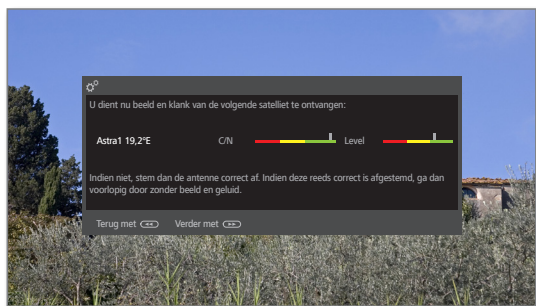 U dient nu beeld en klank van de volgende satelliet te ontvangen:
Astra1 19,2°E C/N Level
Indien niet, stem dan de antenne correct af. Indien deze reeds correct is afgestemd, ga dan
voorlopig door zonder beeld en geluid.
Terug met Verder met